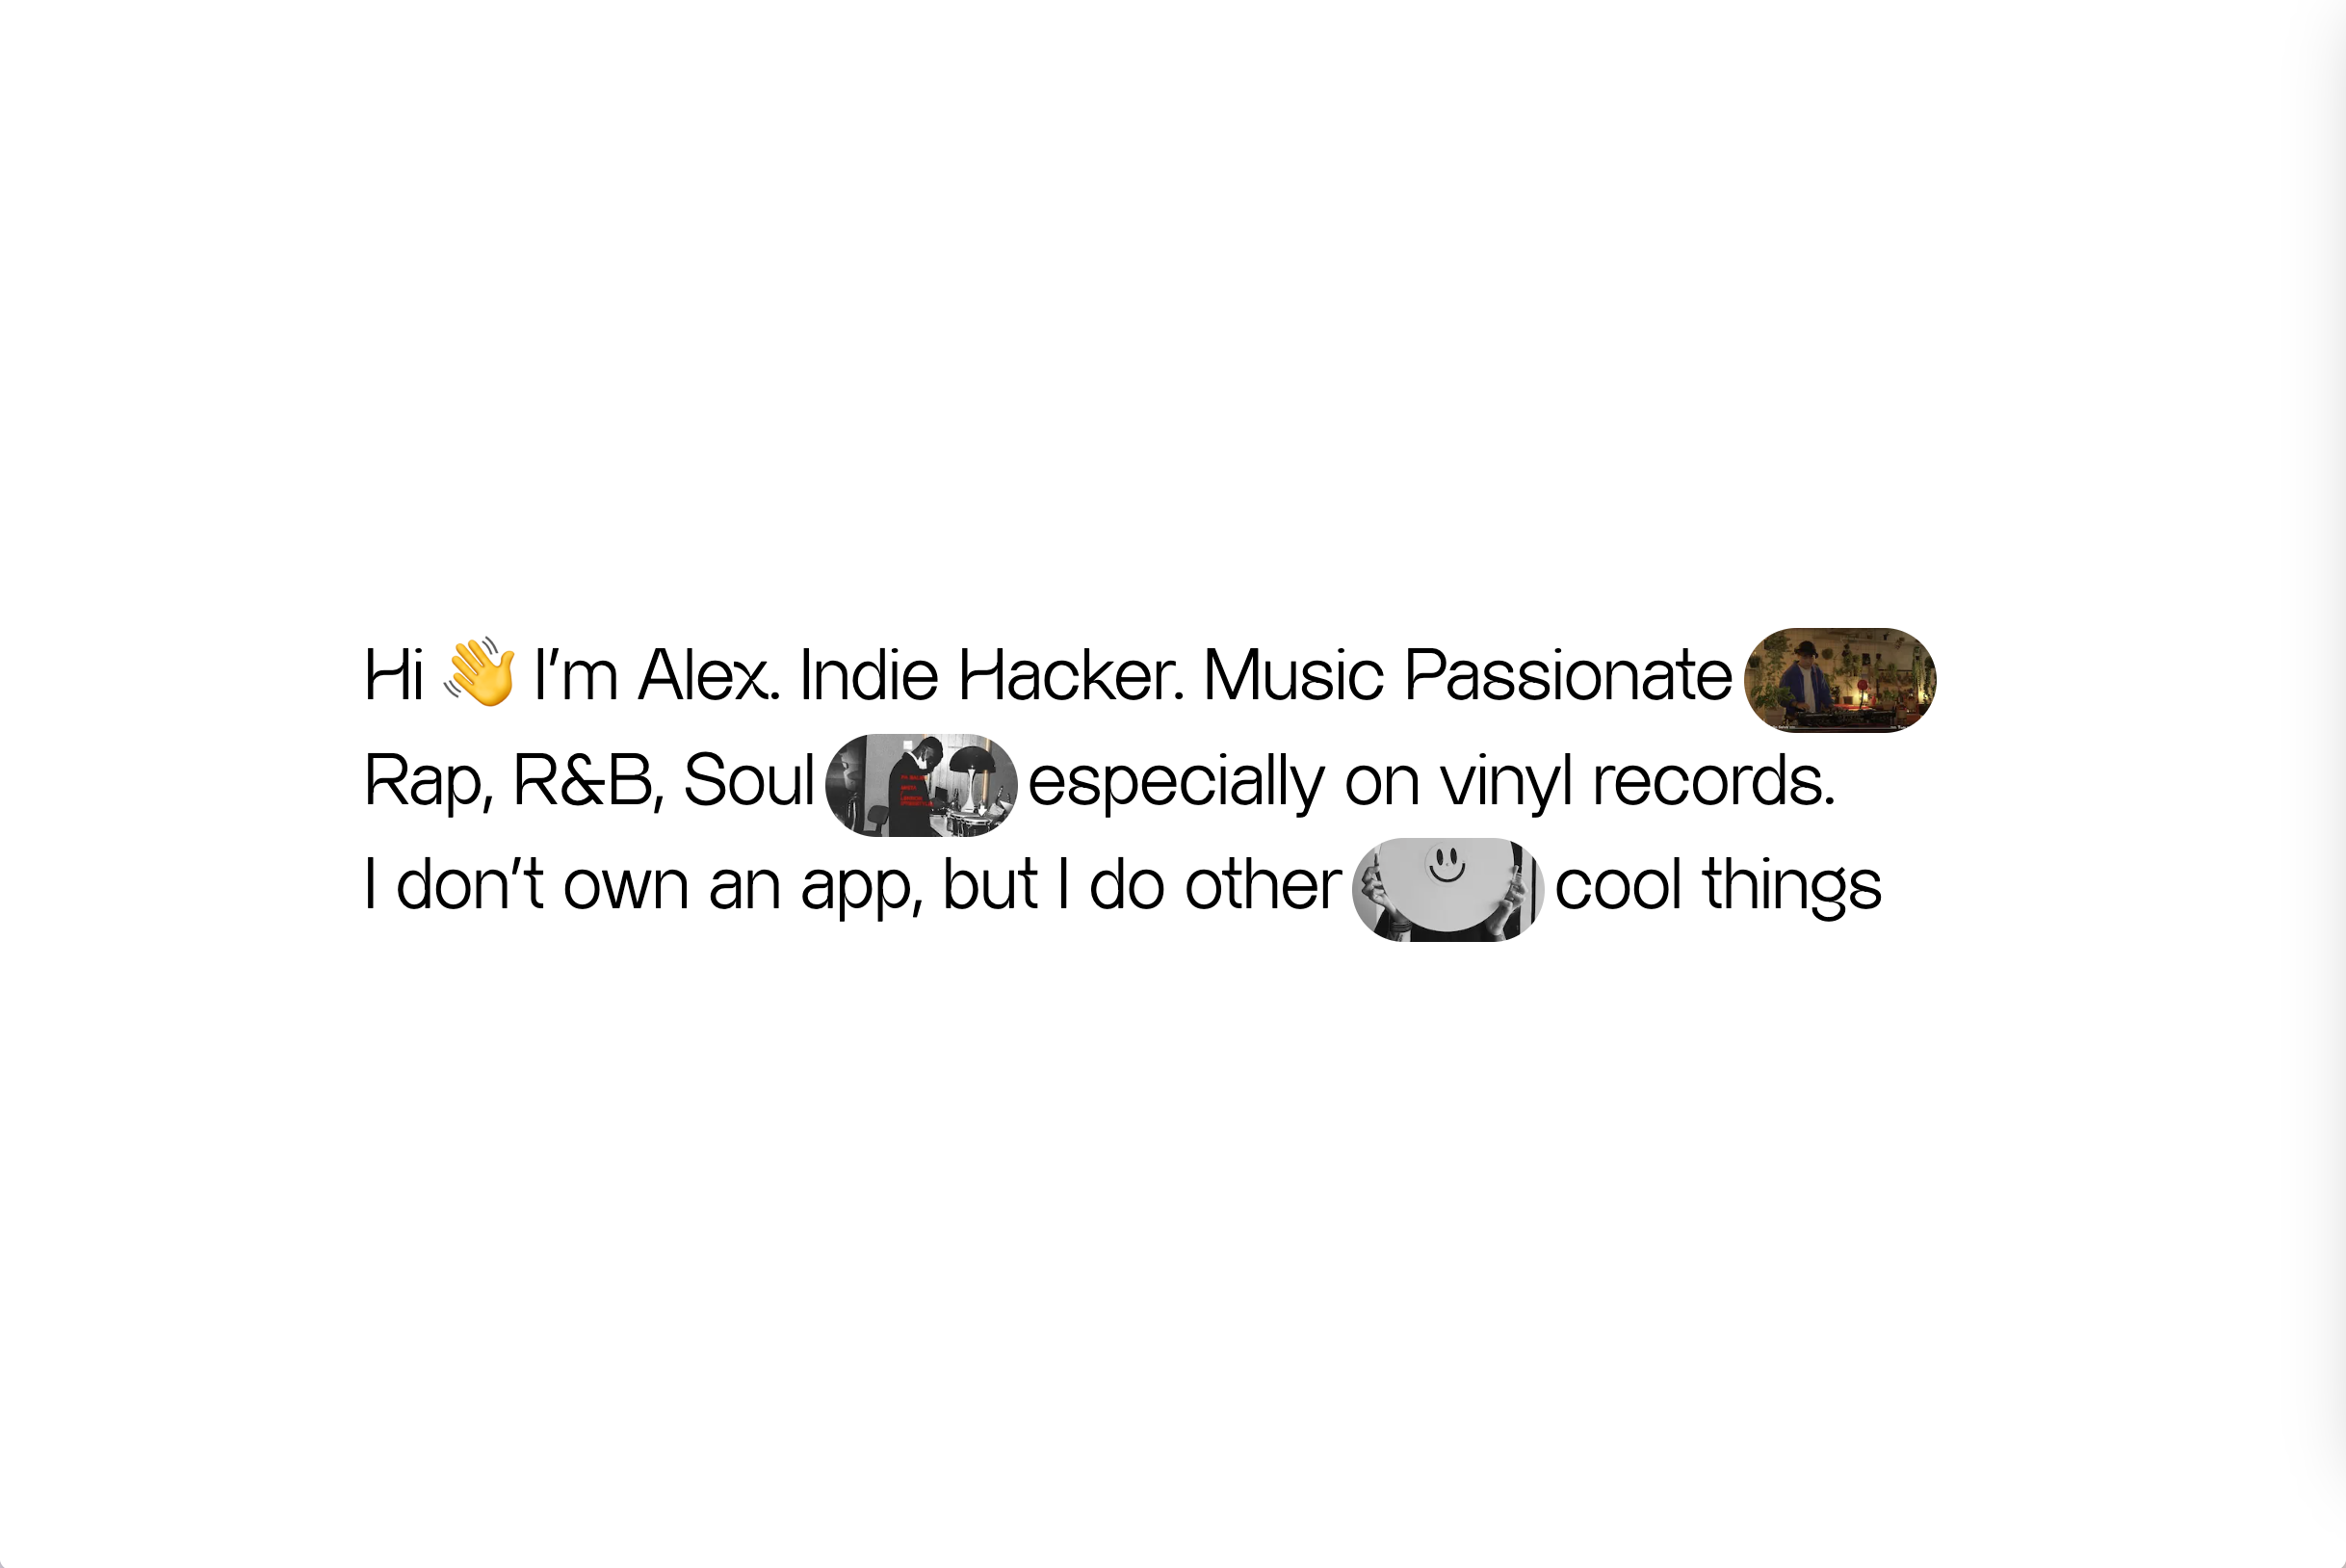 Hi 👋 I’m Alex. Indie Hacker. Music Passionate
Rap, R&B, Soul especially on vinyl records.
I don’t own an app, but I do other cool things